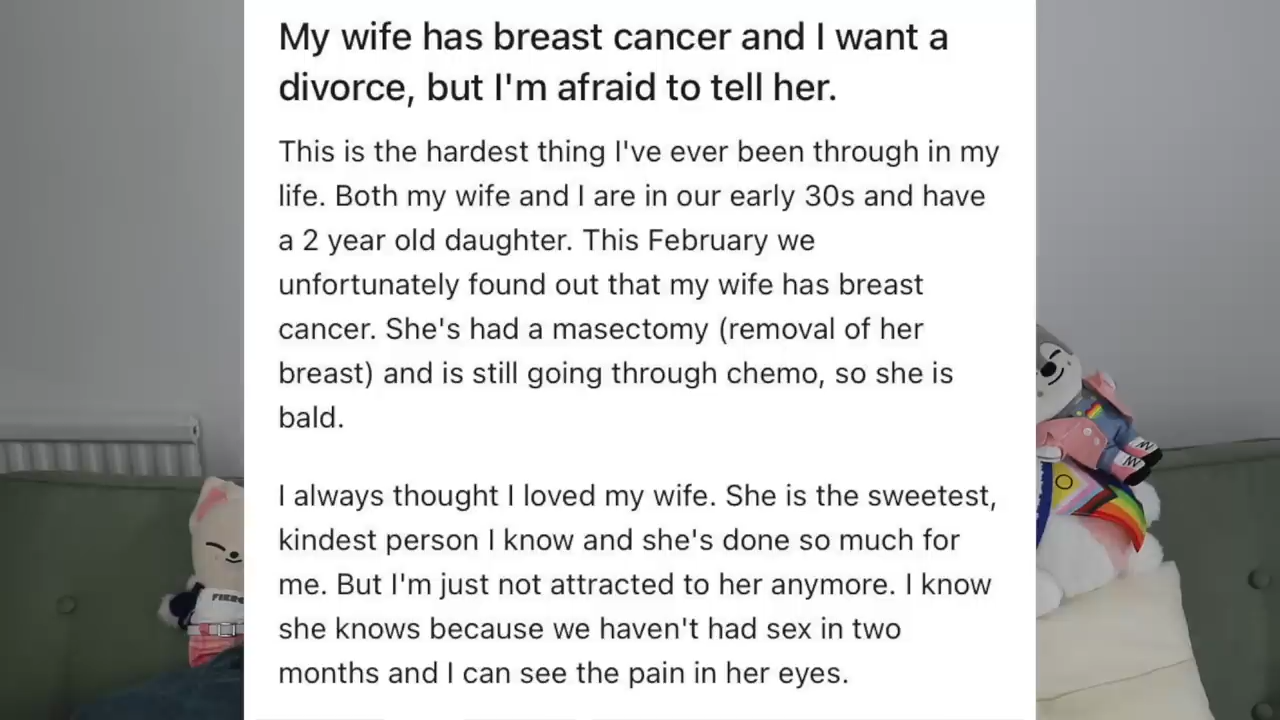 My wife has breast cancer and I want a
divorce, but I'm afraid to tell her.
This is the hardest thing I've ever been through in my
life. Both my wife and I are in our early 30s and have
a 2 year old daughter. This February we
unfortunately found out that my wife has breast
cancer. She's had a masectomy (removal of her
breast) and is still going through chemo, so she is
bald.
I always thought I loved my wife. She is the sweetest,
kindest person I know and she's done so much for
me. But I'm just not attracted to her anymore. I know
she knows because we haven't had sex in two
months and I can see the pain in her eyes.